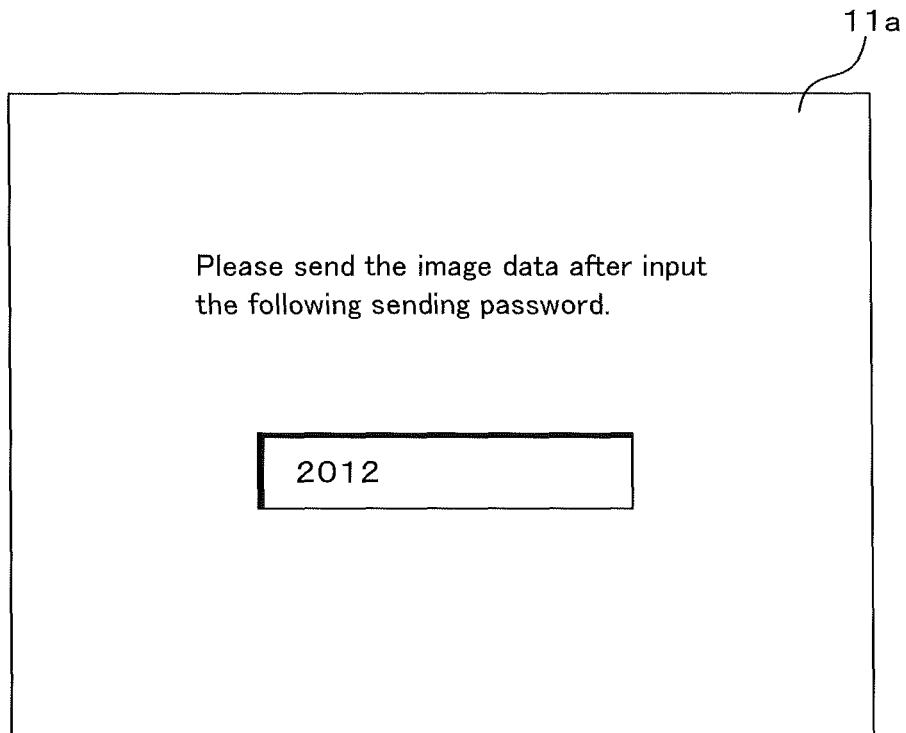 11a
Please send the image data after input
the following sending password.
2012